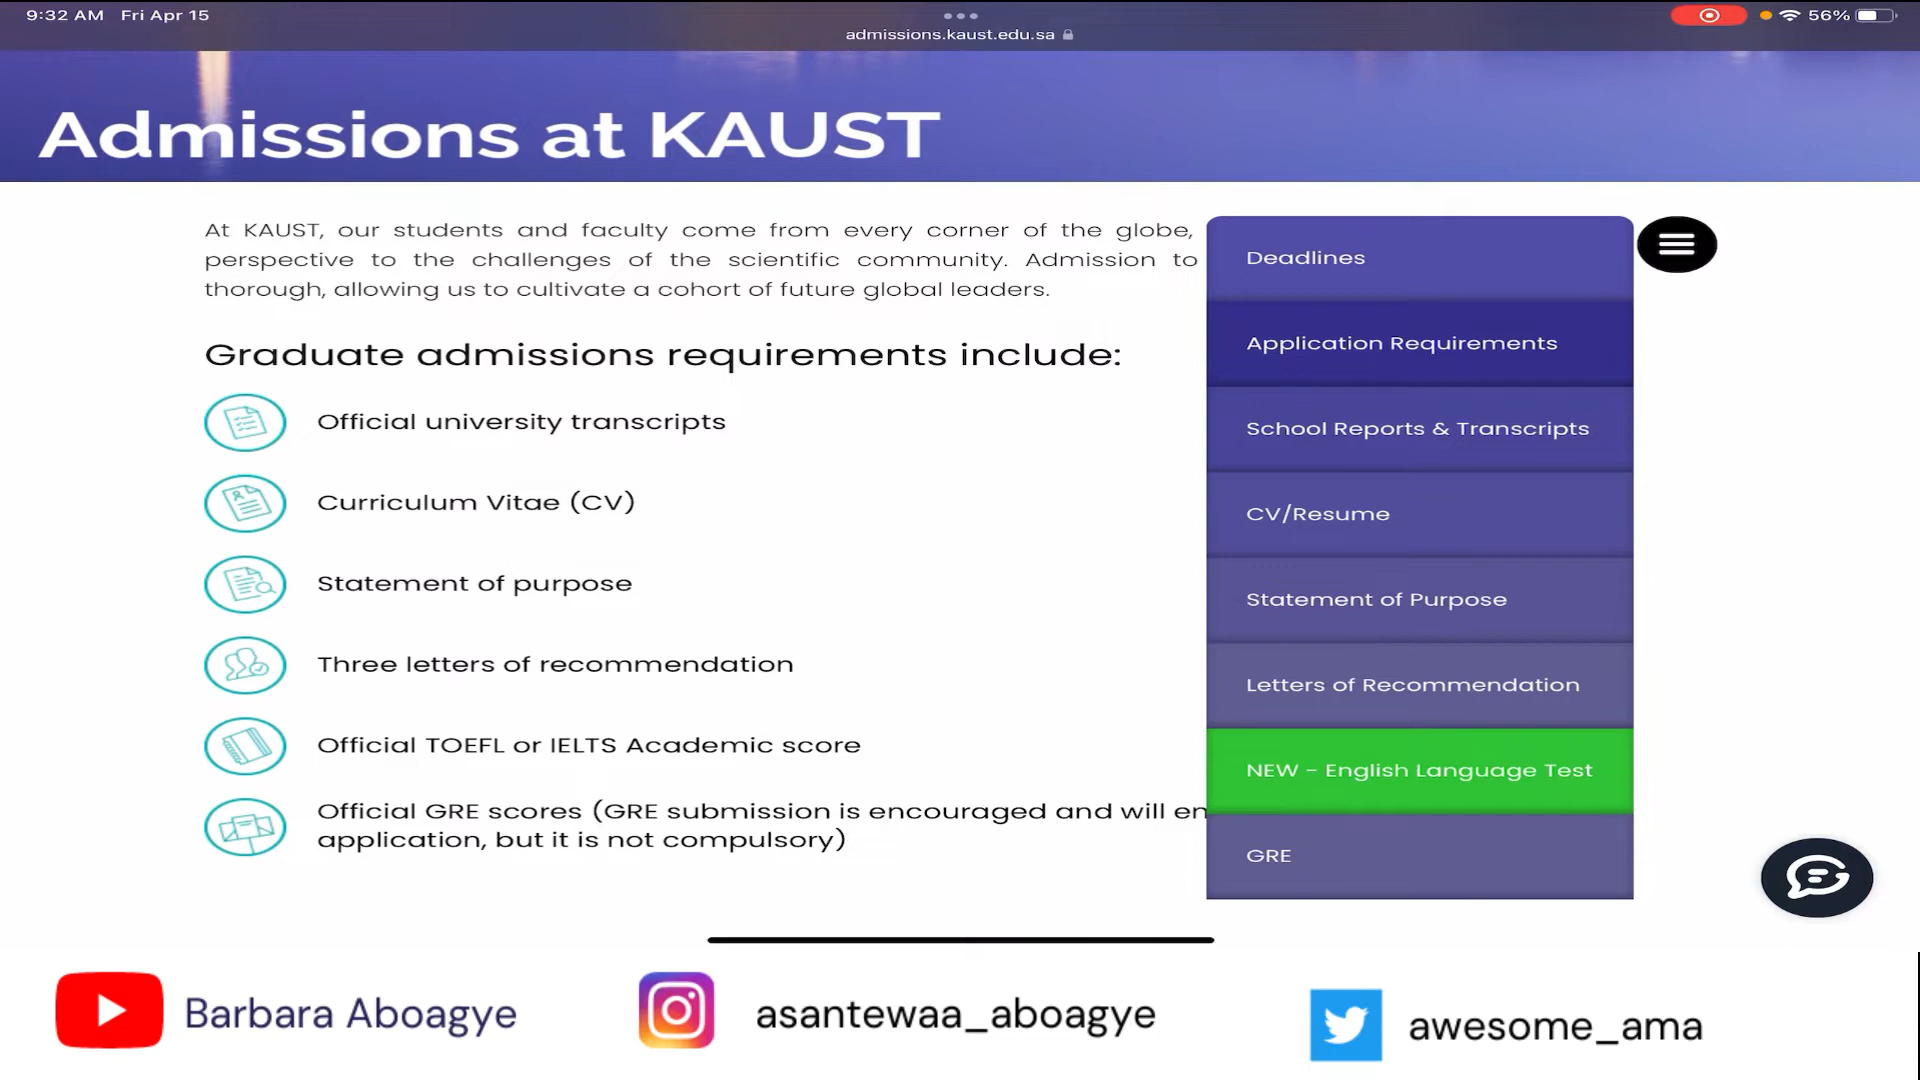 9:32 AM Fri Apr 15
56%
admissions.kaust.edu.sa
Admissions at KAUST
At KAUST, our students and faculty come from every corner of the globe,
perspective to the challenges of the scientific community. Admission to
thorough, allowing us to cultivate a cohort of future global leaders.
Graduate admissions requirements include:
Official university transcripts
Curriculum Vitae (CV)
Statement of purpose
Three letters of recommendation
Official TOEFL or IELTS Academic score
Official GRE scores (GRE submission is encouraged and will en
application, but it is not compulsory)
Deadlines
Application Requirements
School Reports & Transcripts
CV/Resume
Statement of Purpose
Letters of Recommendation
NEW - English Language Test
GRE
Barbara Aboagye
asantewaa_aboagye
awesome_ama